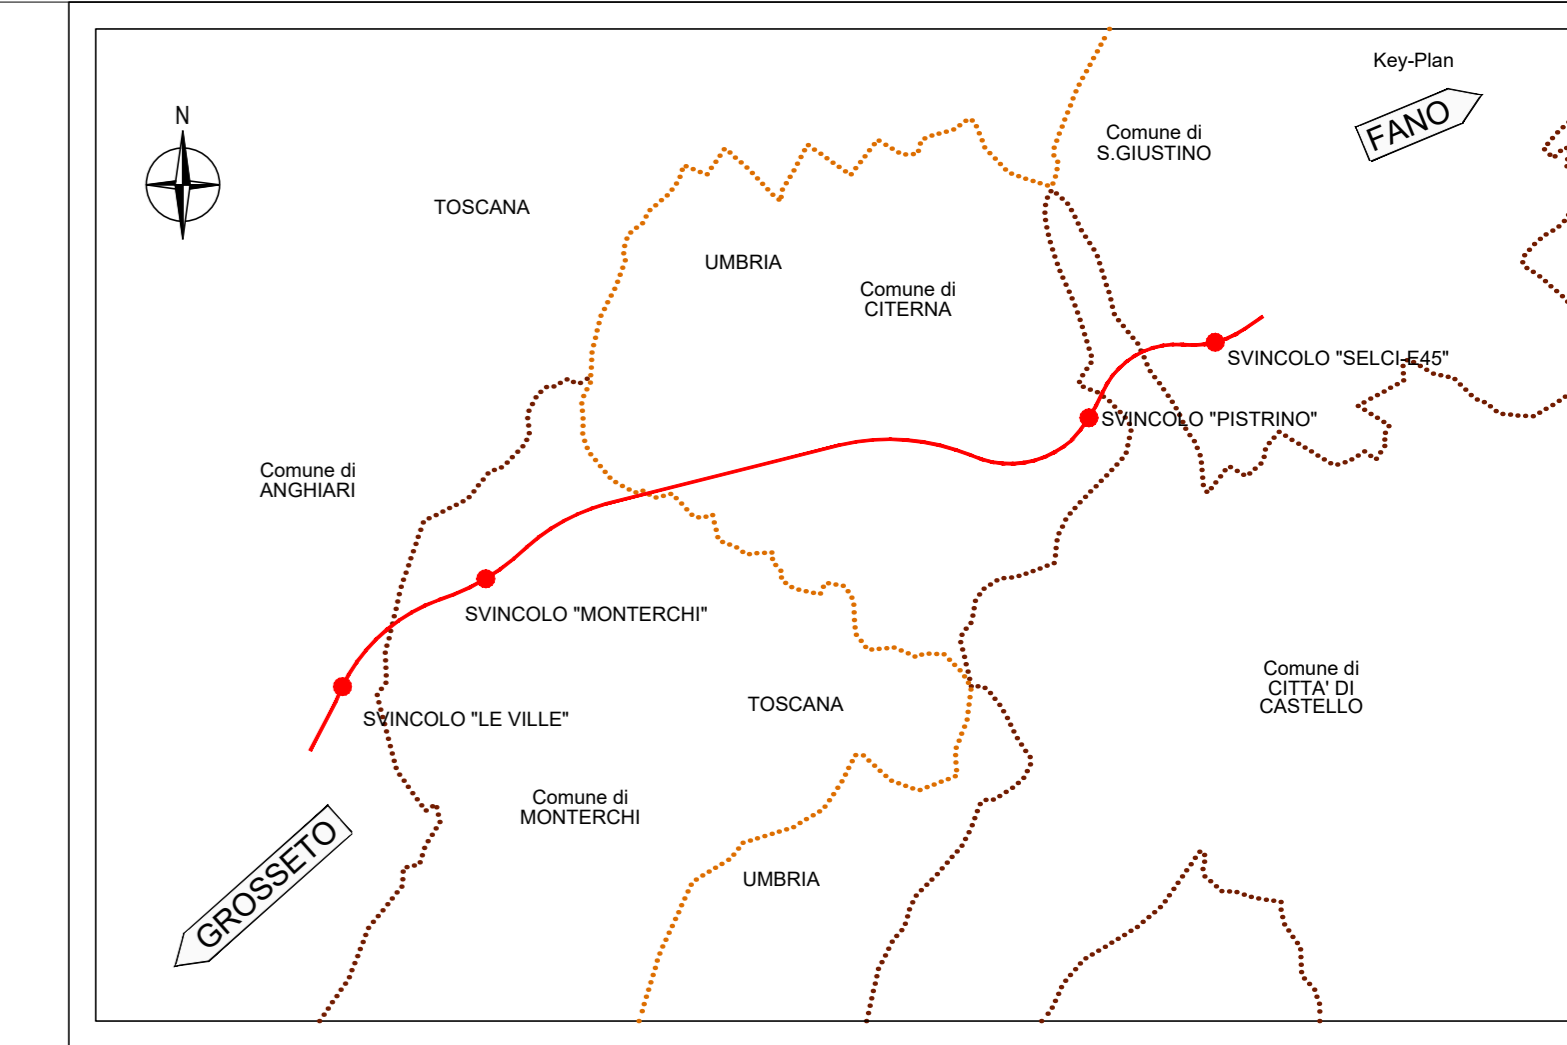 Key-Plan
FANO
N
Comune di
S.GIUSTINO
TOSCANA
UMBRIA
Comune di
CITERNA
SVINCOLO "SELCI-E45"
SVINCOLO "PISTRINO"
Comune di
ANGHIARI
SVINCOLO "MONTERCHI"
Comune di
CITTA' DI
CASTELLO
TOSCANA
SVINCOLO "LE VILLE"
Comune di
MONTERCHI
GROSSETO
UMBRIA